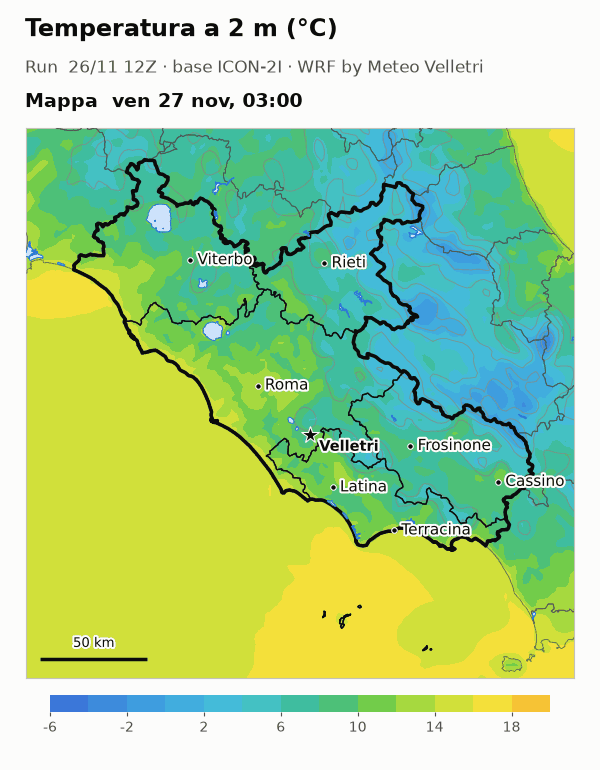 Temperatura a 2 m (°C)
Run  26/11 12Z · base ICON-2I · WRF by Meteo Velletri
Mappa  ven 27 nov, 03:00
Viterbo
Rieti
Roma
Velletri
Frosinone
Cassino
Latina
Terracina
50 km
-6 -2 2 6 10 14 18